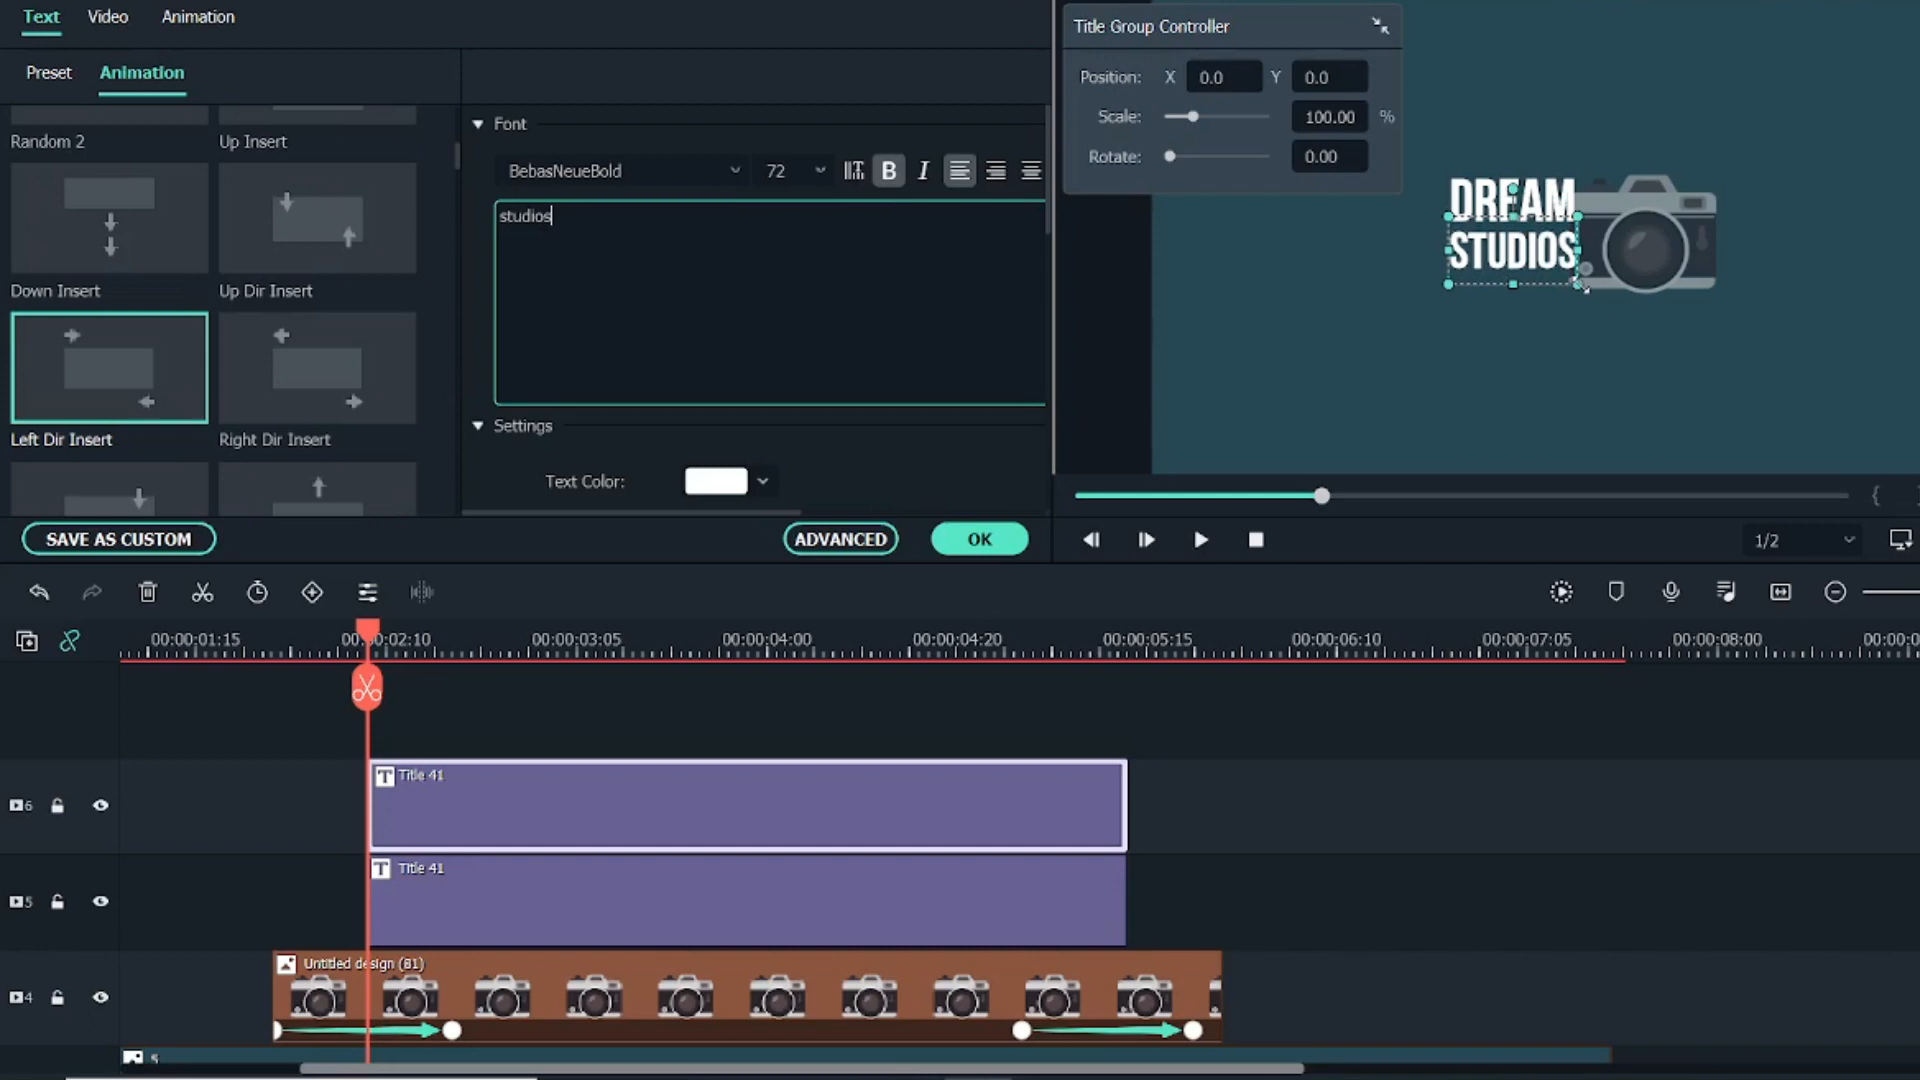 Text Video Animation
Preset Animation
Random 2 Up Insert
Down Insert Up Dir Insert
Left Dir Insert Right Dir Insert
Font
BebasNeueBold 72 B I
studios
Settings
Text Color:
SAVE AS CUSTOM ADVANCED OK
Title Group Controller
Position: X 0.0 Y 0.0
Scale: 100.00 %
Rotate: 0.00
DREAM
STUDIOS
1/2
00:00:01:15 00:00:02:10 00:00:03:05 00:00:04:00 00:00:04:20 00:00:05:15 00:00:06:10 00:00:07:05 00:00:08:00 00:00:0
6 T Title 41
5 T Title 41
4 Untitled design (81)